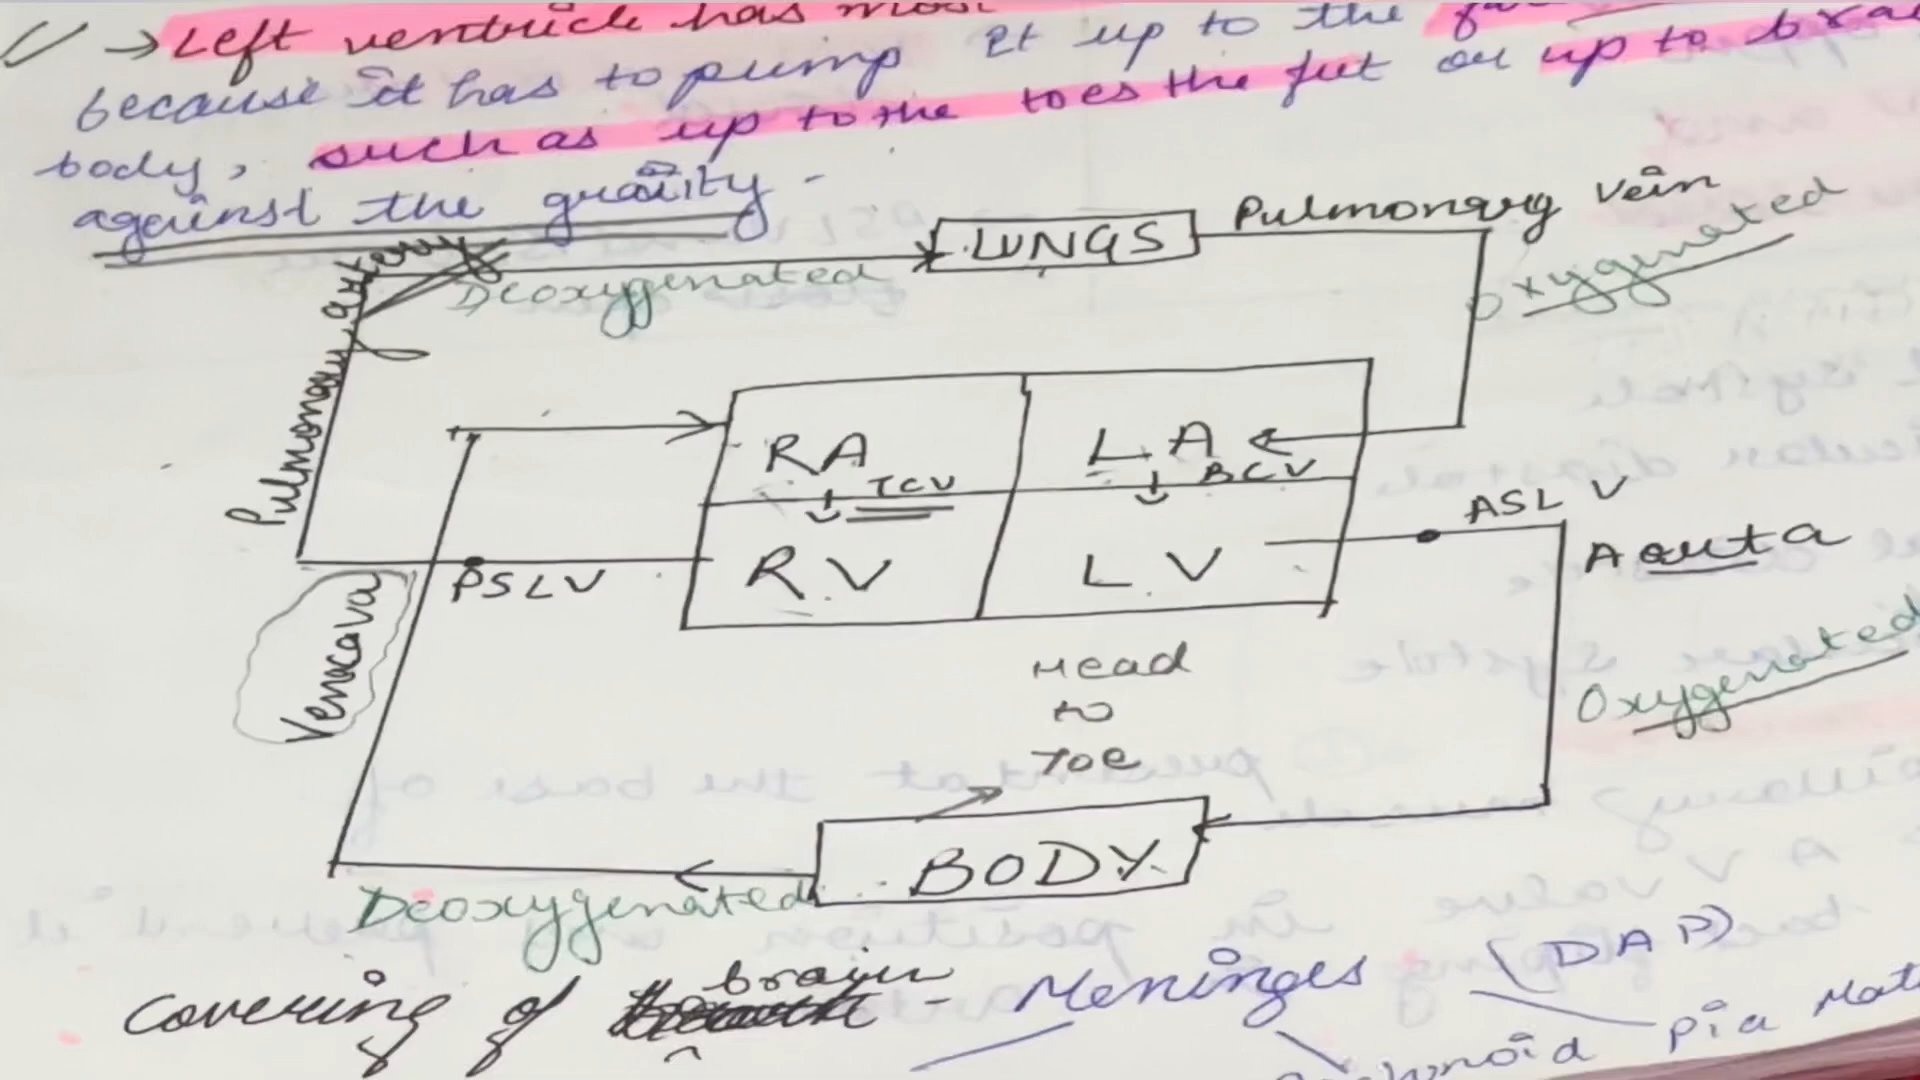 → Left ventricle has most
because it has to pump it up to the
body, such as up to the toes the feet or up to
against the gravity -
LUNGS
Pulmonary Vein
Oxygenated
Pulmonary artery
Deoxygenated
RA
TCV
LA
BCV
ASLV
Aorta
RV
LV
PSLV
Venacava
Oxygenated
Head
to
Toe
BODY
Deoxygenated
Covering of brain - Meninges (DAP)
Pia